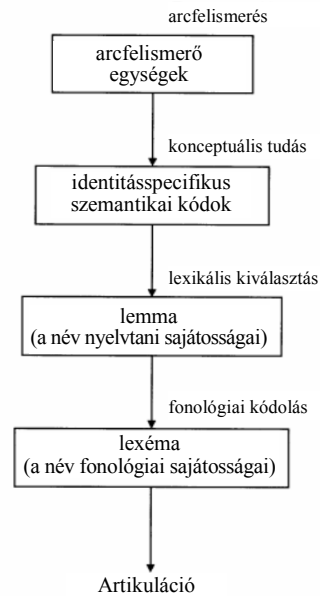 arcfelismerés
arcfelismerő
egységek
konceptuális tudás
identitásspecifikus
szemantikai kódok
lexikális kiválasztás
lemma
(a név nyelvtani sajátosságai)
fonológiai kódolás
lexéma
(a név fonológiai sajátosságai)
Artikuláció